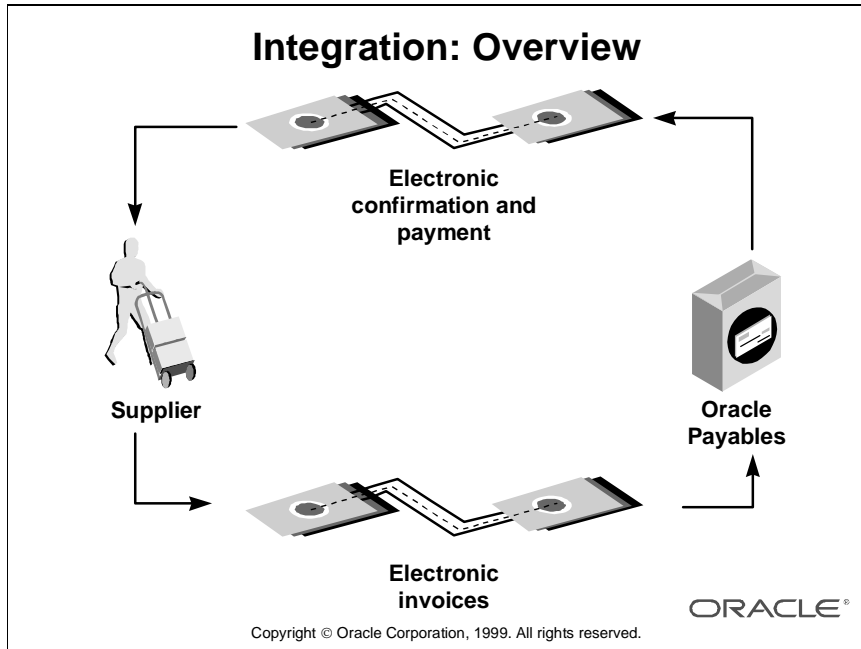 Integration: Overview
Electronic
confirmation and
payment
Supplier
Oracle
Payables
Electronic
invoices
ORACLE®
Copyright © Oracle Corporation, 1999. All rights reserved.